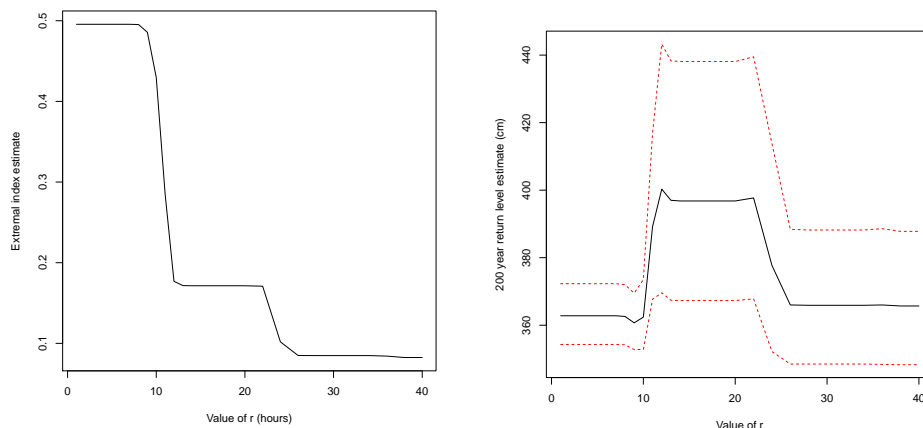 Extremal index estimate
0.5
0.4
0.3
0.2
0.1
0 10 20 30 40
Value of r (hours)
200 year return level estimate (cm)
440
420
400
380
360
0 10 20 30 40
Value of r